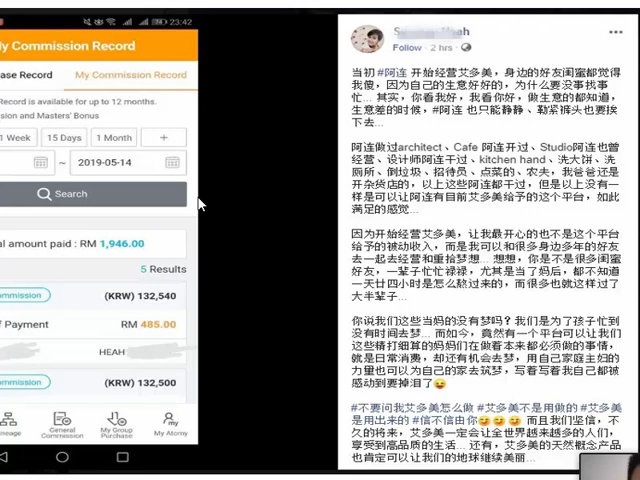 23:42
My Commission Record
ase Record
My Commission Record
Record is available for up to 12 months.
ssion and Masters' Bonus
1 Week
15 Days
1 Month
+
~
2019-05-14
Search
al amount paid : RM 1,946.00
5 Results
ommission
(KRW) 132,540
f Payment
RM 485.00
HEAH
ommission
(KRW) 132,500
neage
General Commission
My Group Purchase
My Atomy
Heah
Follow · 2 hrs ·
当初 #阿连 开始经营艾多美，身边的好友闺蜜都觉得
我傻，因为自己的生意好好的，为什么要没事找事
忙... 其实，你看我好，我看你好，做生意的都知道，
生意差的时候，#阿连 也只能静静、勒紧裤头也要挨
下去...
阿连做过architect、Cafe 阿连开过、Studio阿连也曾
经营、设计师阿连干过、kitchen hand、洗大饼、洗
厕所、倒垃圾、招待员、点菜的、农夫，我爸爸还是
开杂货店的，以上这些阿连都干过，但是以上没有一
样是可以让阿连有目前艾多美给予的这个平台，如此
满足的感觉...
因为开始经营艾多美，让我最开心的也不是这个平台
给予的被动收入，而是我可以和很多身边多年的好友
去一起去经营和重拾梦想... 想想，你是不是很多闺蜜
好友，一辈子忙忙禄禄，尤其是当了妈后，都不知道
一天廿四小时是怎么熬过来的，而很多也就这样过了
大半辈子...
你说我们这些当妈的没有梦吗？我们是为了孩子忙到
没有时间去梦... 而如今，竟然有一个平台可以让我们
这些精打细算的妈妈们在做着本来都必须做的事情，
就是日常消费，却还有机会去梦，用自己家庭主妇的
力量也可以为自己的家去筑梦，写着写着我自己都被
感动到要掉泪了😜
#不要问我艾多美怎么做 #艾多美不是用做的 #艾多美
是用出来的 #信不信由你😄😄😄 而且我们坚信，不
久的将来，艾多美一定会让全世界越来越多的人们，
享受到高品质的生活... 还有，艾多美的天然概念产品
也肯定可以让我们的地球继续美丽...